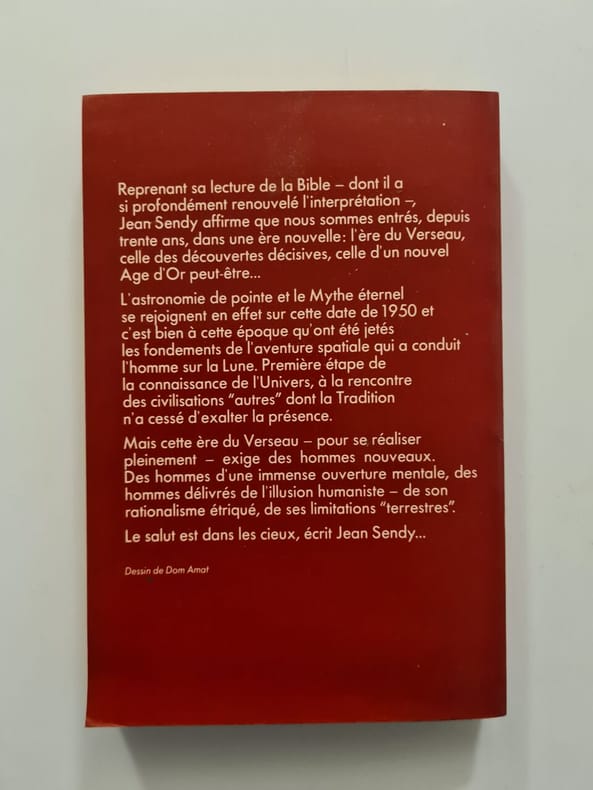 Reprenant sa lecture de la Bible – dont il a
si profondément renouvelé l'interprétation –,
Jean Sendy affirme que nous sommes entrés, depuis
trente ans, dans une ère nouvelle: l'ère du Verseau,
celle des découvertes décisives, celle d'un nouvel
Age d'Or peut-être...
L'astronomie de pointe et le Mythe éternel
se rejoignent en effet sur cette date de 1950 et
c'est bien à cette époque qu'ont été jetés
les fondements de l'aventure spatiale qui a conduit
l'homme sur la Lune. Première étape de
la connaissance de l'Univers, à la rencontre
des civilisations "autres" dont la Tradition
n'a cessé d'exalter la présence.
Mais cette ère du Verseau – pour se réaliser
pleinement – exige des hommes nouveaux.
Des hommes d'une immense ouverture mentale, des
hommes délivrés de l'illusion humaniste – de son
rationalisme étriqué, de ses limitations "terrestres".
Le salut est dans les cieux, écrit Jean Sendy...
Dessin de Dom Amat